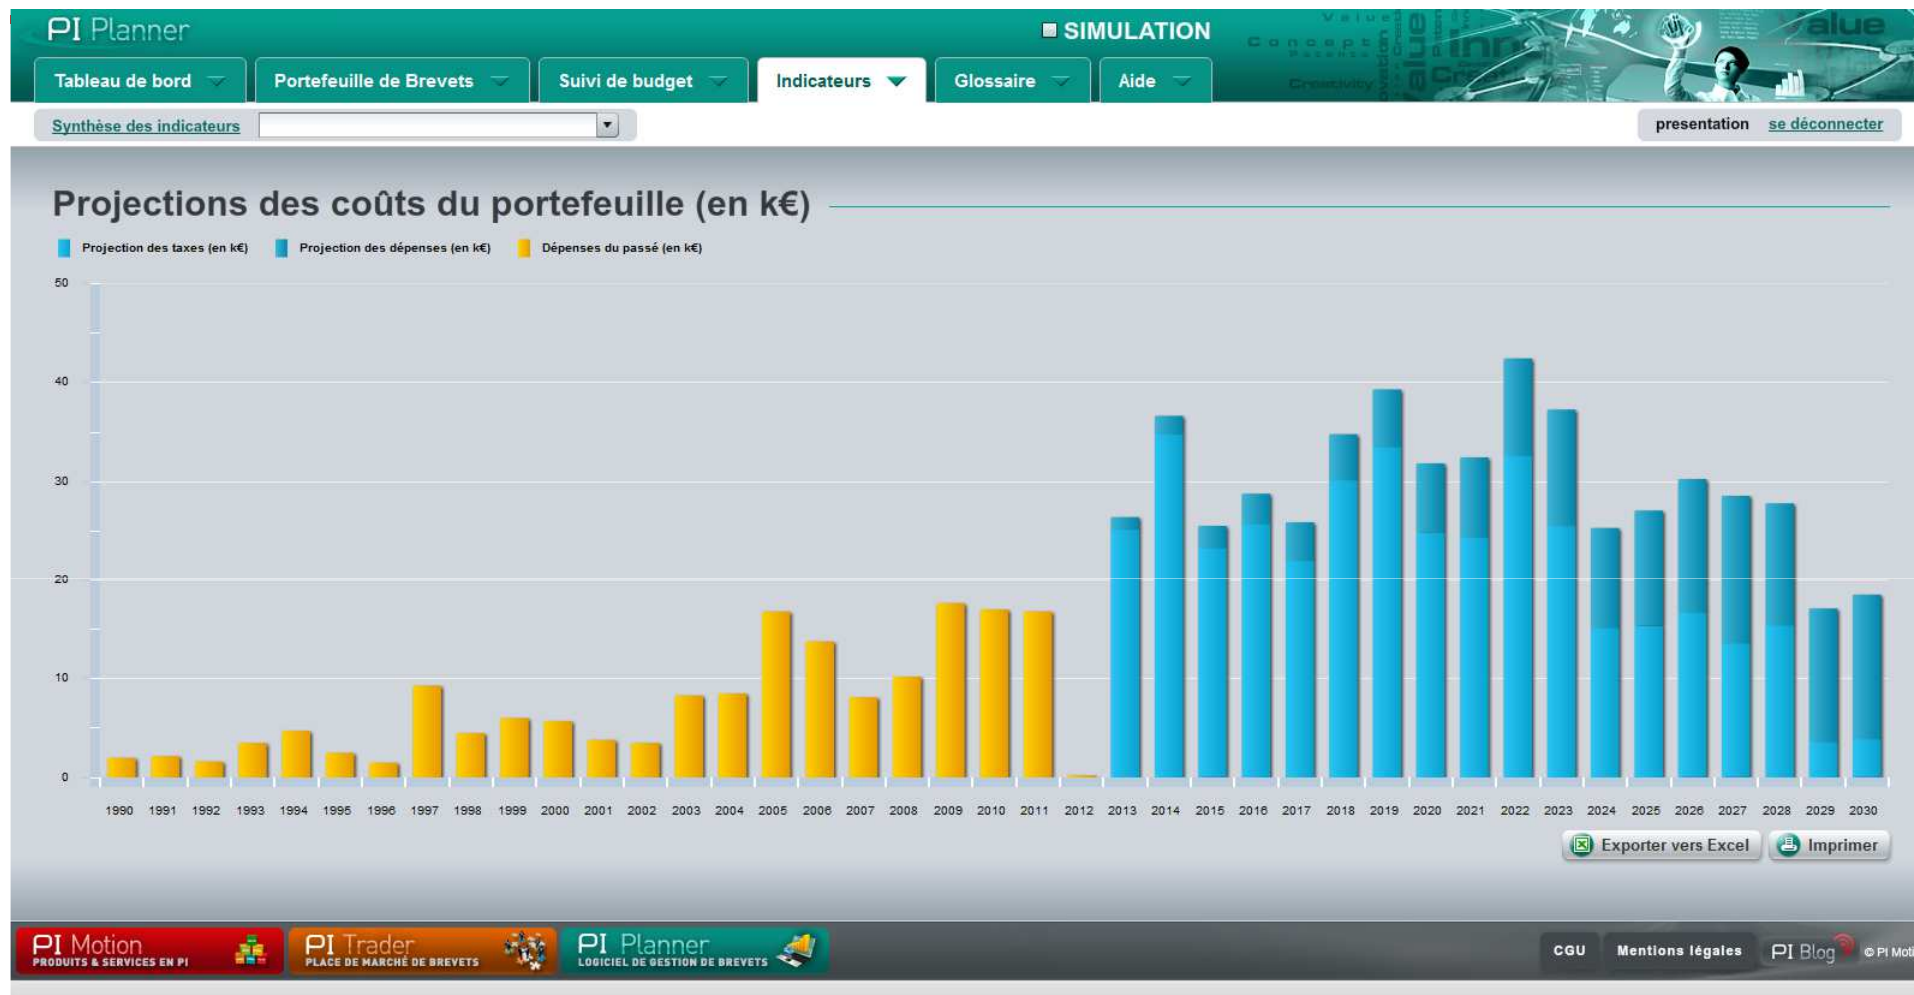 PI Planner
SIMULATION
Tableau de bord
Portefeuille de Brevets
Suivi de budget
Indicateurs
Glossaire
Aide
Synthèse des indicateurs
presentation se déconnecter
Projections des coûts du portefeuille (en k€)
Projection des taxes (en k€) Projection des dépenses (en k€) Dépenses du passé (en k€)
50
40
30
20
10
0
1990 1991 1992 1993 1994 1995 1996 1997 1998 1999 2000 2001 2002 2003 2004 2005 2006 2007 2008 2009 2010 2011 2012 2013 2014 2015 2016 2017 2018 2019 2020 2021 2022 2023 2024 2025 2026 2027 2028 2029 2030
Exporter vers Excel
Imprimer
PI Motion
PRODUITS & SERVICES EN PI
PI Trader
PLACE DE MARCHÉ DE BREVETS
PI Planner
LOGICIEL DE GESTION DE BREVETS
CGU
Mentions légales
PI Blog
© PI Moti